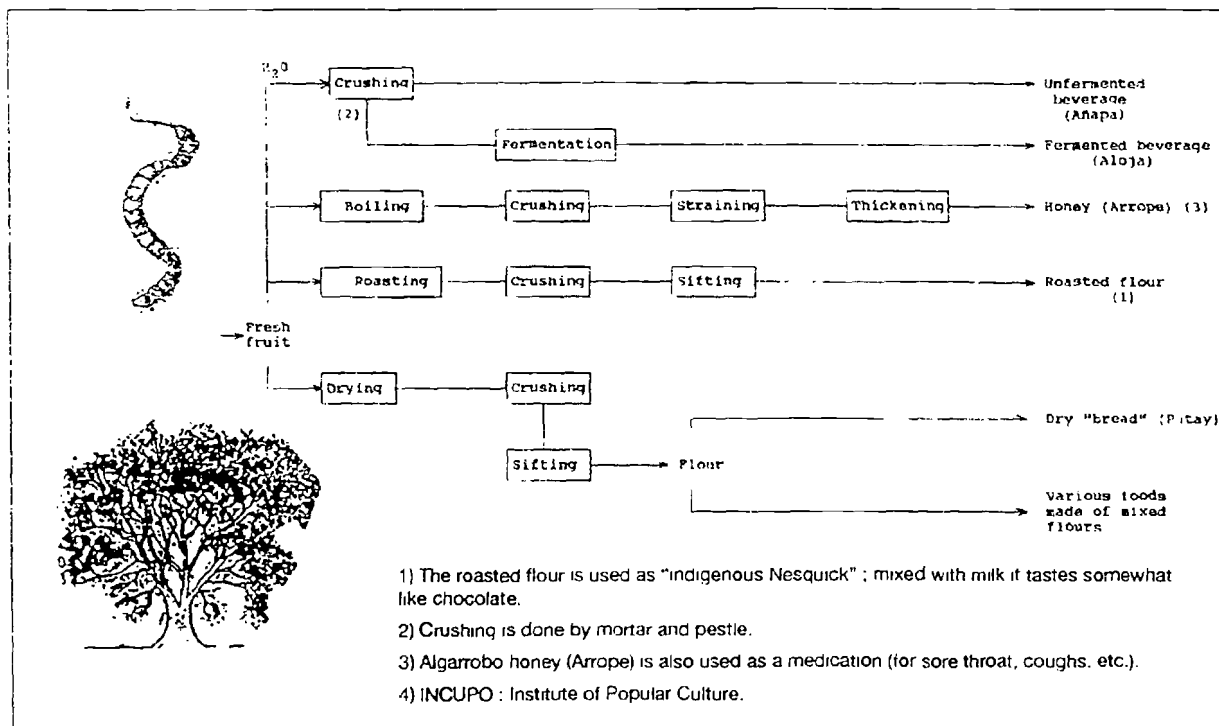 H₂O
Crushing
(2)
Unfermented
beverage
(Añapa)
Fermentation
Fermented beverage
(Aloja)
Boiling
Crushing
Straining
Thickening
Honey (Arrope) (3)
Roasting
Crushing
Sifting
Roasted flour
(1)
Fresh
fruit
Drying
Crushing
Dry "bread" (Patay)
Sifting
Flour
Various foods
made of mixed
flours
1) The roasted flour is used as "indigenous Nesquick" ; mixed with milk it tastes somewhat
like chocolate.
2) Crushing is done by mortar and pestle.
3) Algarrobo honey (Arrope) is also used as a medication (for sore throat, coughs. etc.).
4) INCUPO : Institute of Popular Culture.